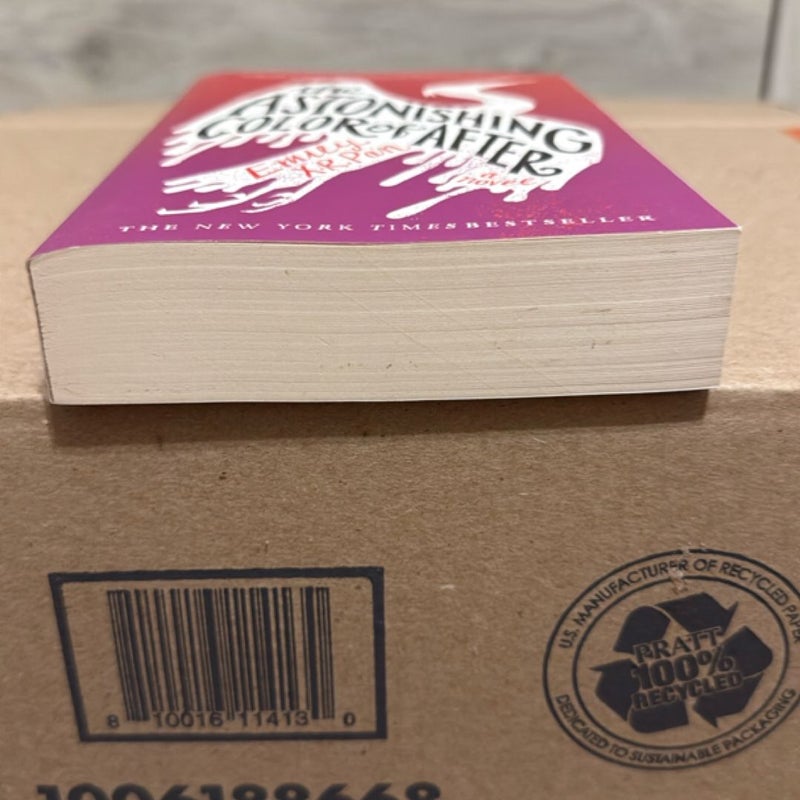 THE
ASTONISHING
COLOR OF AFTER
Emily
X.R. Pan
a
novel
THE NEW YORK TIMES BESTSELLER
8 10016 11413 0
U.S. MANUFACTURER OF RECYCLED PAPER
PRATT
100%
RECYCLED
DEDICATED TO SUSTAINABLE PACKAGING
1006188668